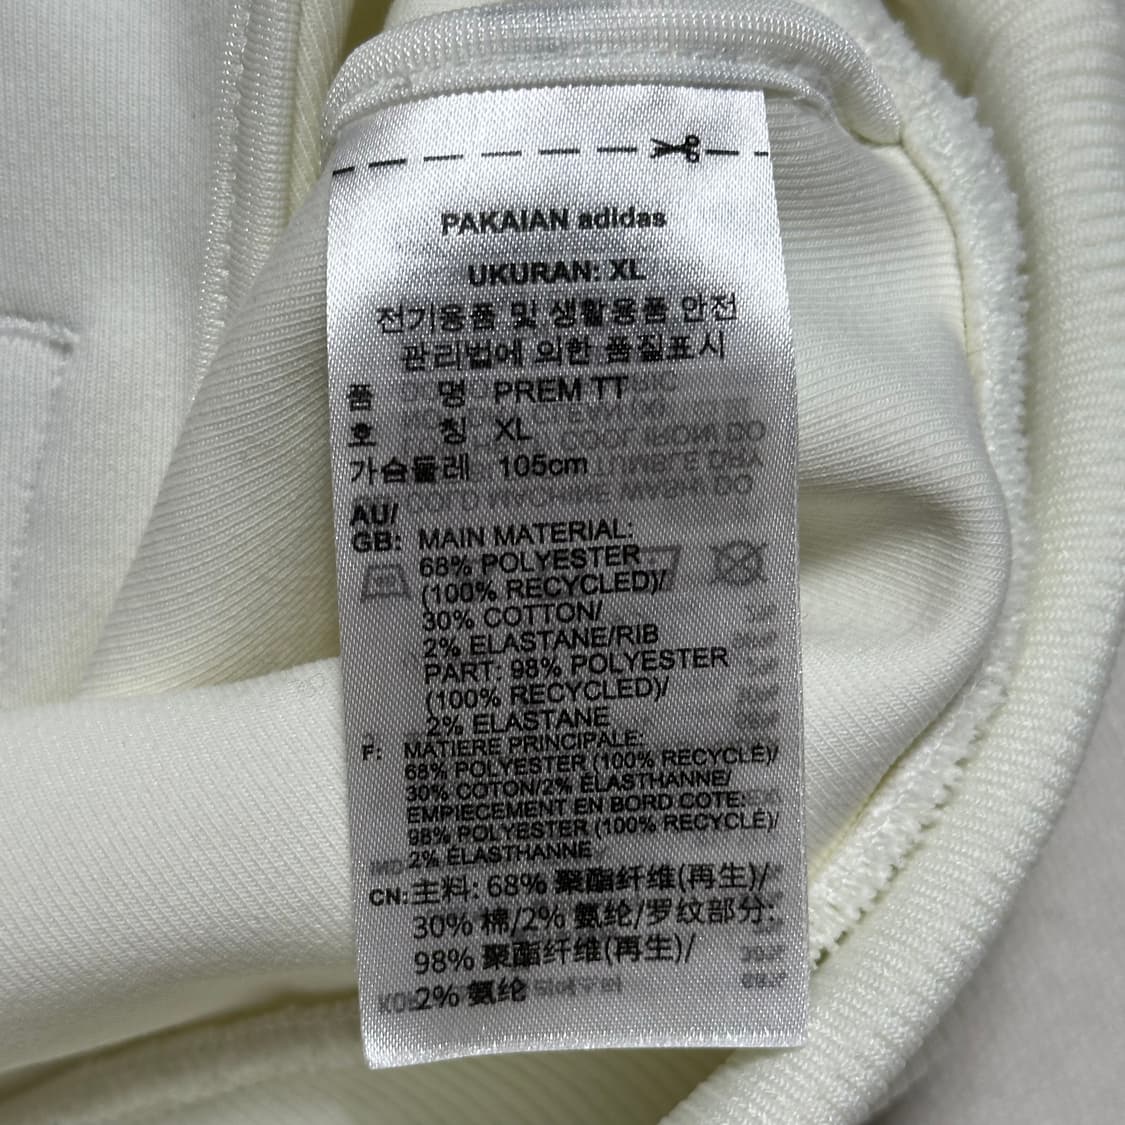 PAKAIAN adidas
UKURAN: XL
전기용품 및 생활용품 안전
관리법에 의한 품질표시
품 명 PREM TT
호 칭 XL
가슴둘레 105cm
AU/
GB: MAIN MATERIAL:
68% POLYESTER
(100% RECYCLED)/
30% COTTON/
2% ELASTANE/RIB
PART: 98% POLYESTER
(100% RECYCLED)/
2% ELASTANE
F: MATIERE PRINCIPALE:
68% POLYESTER (100% RECYCLÉ)/
30% COTON/2% ÉLASTHANNE/
EMPIECEMENT EN BORD COTE:
98% POLYESTER (100% RECYCLÉ)/
2% ÉLASTHANNE
CN: 主料: 68% 聚酯纤维(再生)/
30% 棉/2% 氨纶/罗纹部分:
98% 聚酯纤维(再生)/
2% 氨纶